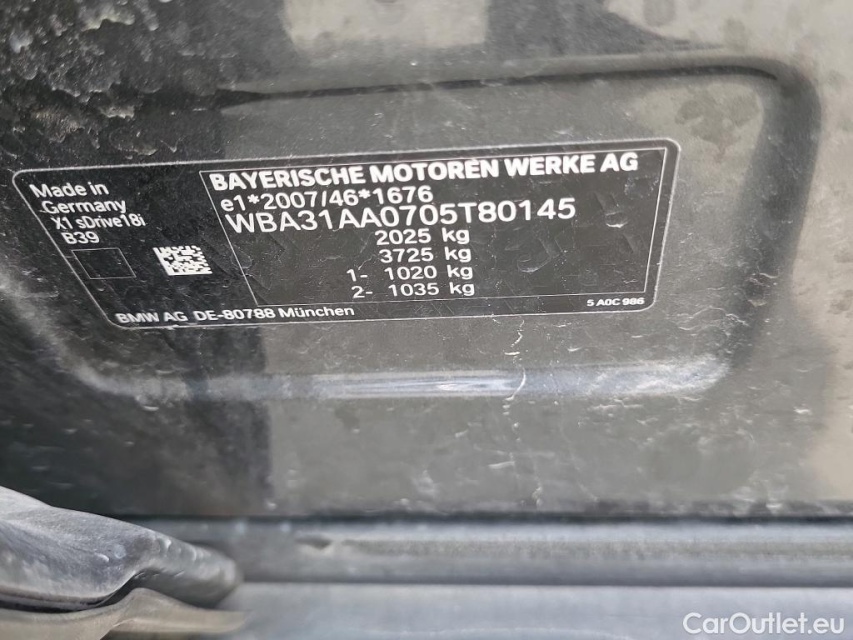 Made in
Germany
X1 sDrive18i
B39
BAYERISCHE MOTOREN WERKE AG
e1*2007/46*1676
WBA31AA0705T80145
2025 kg
3725 kg
1- 1020 kg
2- 1035 kg
BMW AG DE-80788 München
5 A0C 986
CarOutlet.eu